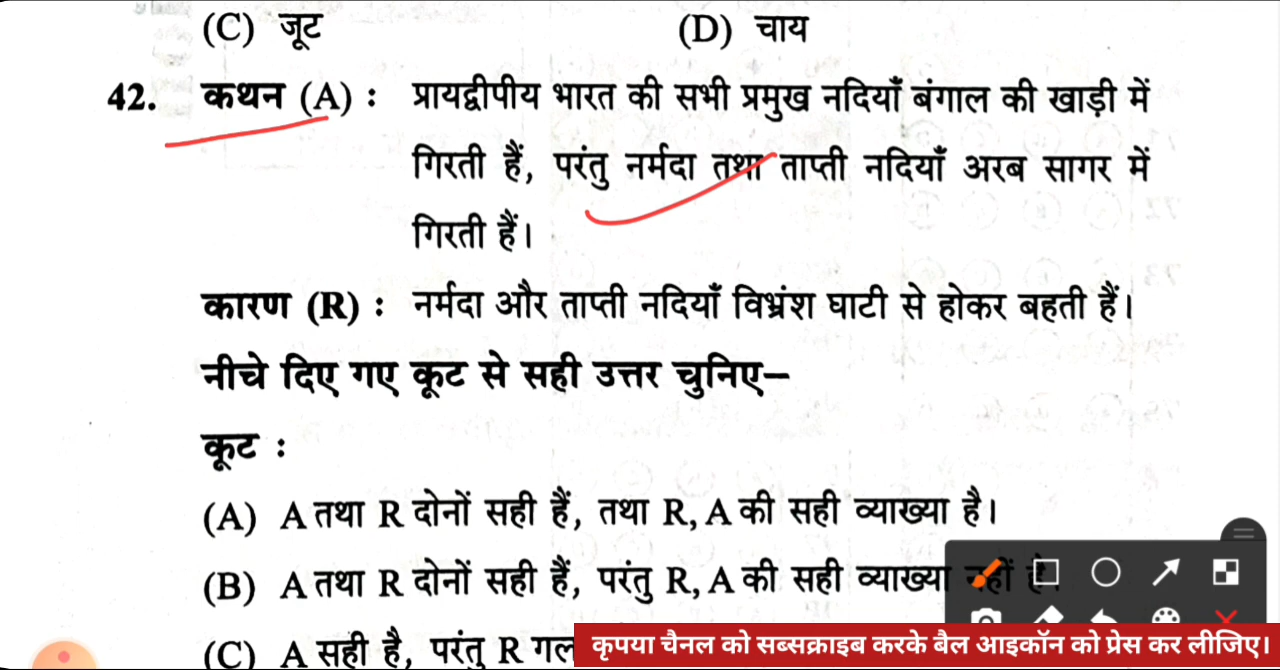 (C) जूट (D) चाय
42. कथन (A) : प्रायद्वीपीय भारत की सभी प्रमुख नदियाँ बंगाल की खाड़ी में
गिरती हैं, परंतु नर्मदा तथा ताप्ती नदियाँ अरब सागर में
गिरती हैं।
कारण (R) : नर्मदा और ताप्ती नदियाँ विभ्रंश घाटी से होकर बहती हैं।
नीचे दिए गए कूट से सही उत्तर चुनिए–
कूट :
(A) A तथा R दोनों सही हैं, तथा R, A की सही व्याख्या है।
(B) A तथा R दोनों सही हैं, परंतु R, A की सही व्याख्या नहीं है
(C) A सही है, परंतु R
कृपया चैनल को सब्सक्राइब करके बैल आइकॉन को प्रेस कर लीजिए।